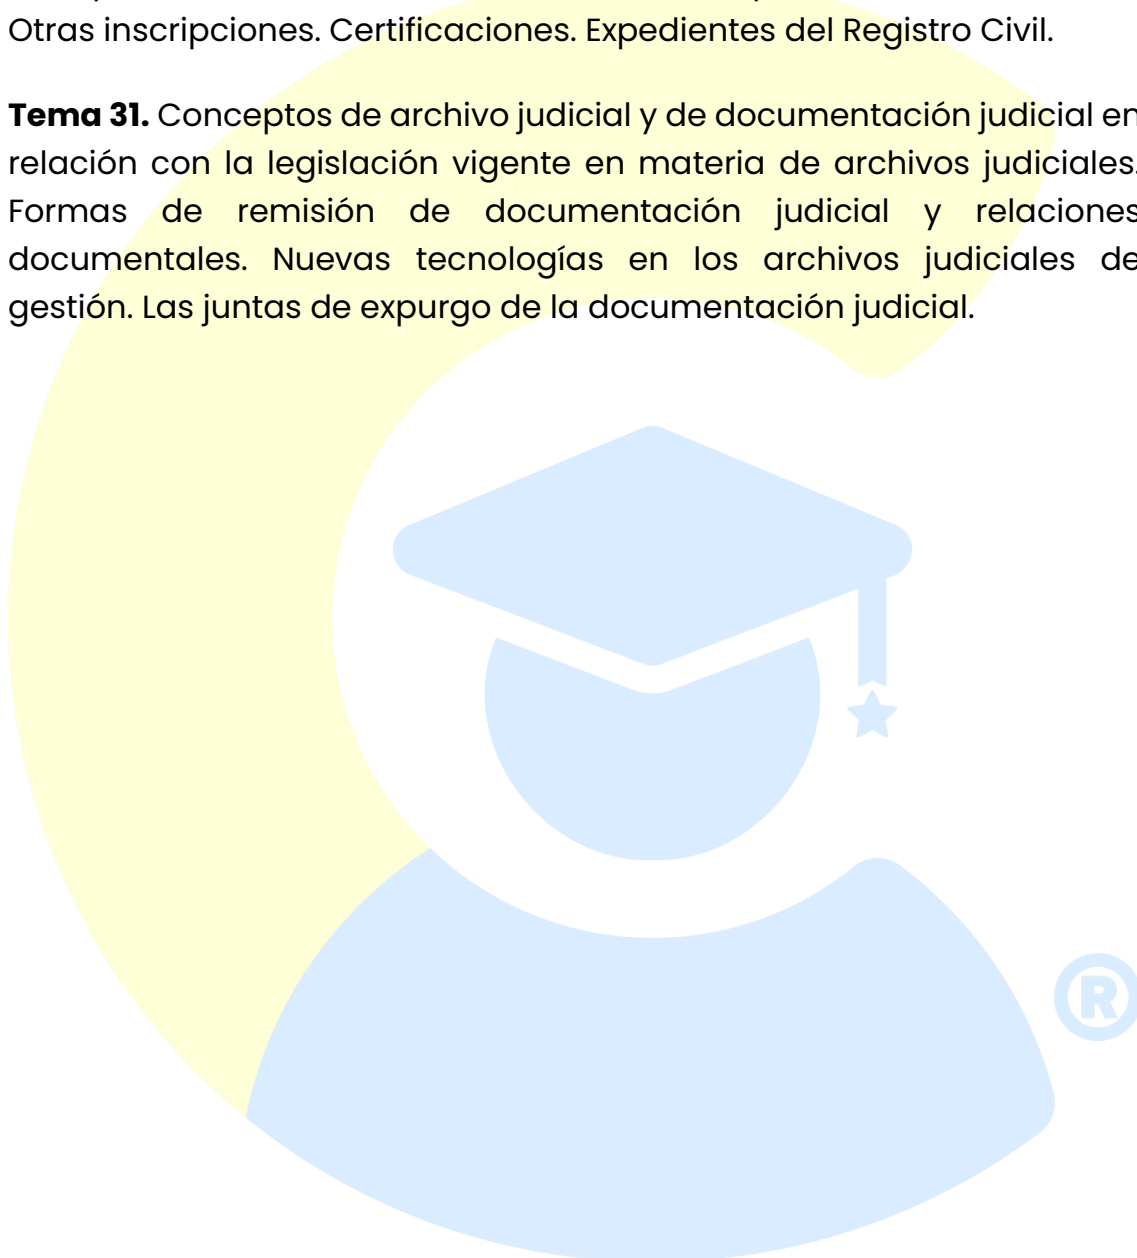 Otras inscripciones. Certificaciones. Expedientes del Registro Civil.
Tema 31. Conceptos de archivo judicial y de documentación judicial en
relación con la legislación vigente en materia de archivos judiciales.
Formas de remisión de documentación judicial y relaciones
documentales. Nuevas tecnologías en los archivos judiciales de
gestión. Las juntas de expurgo de la documentación judicial.
®